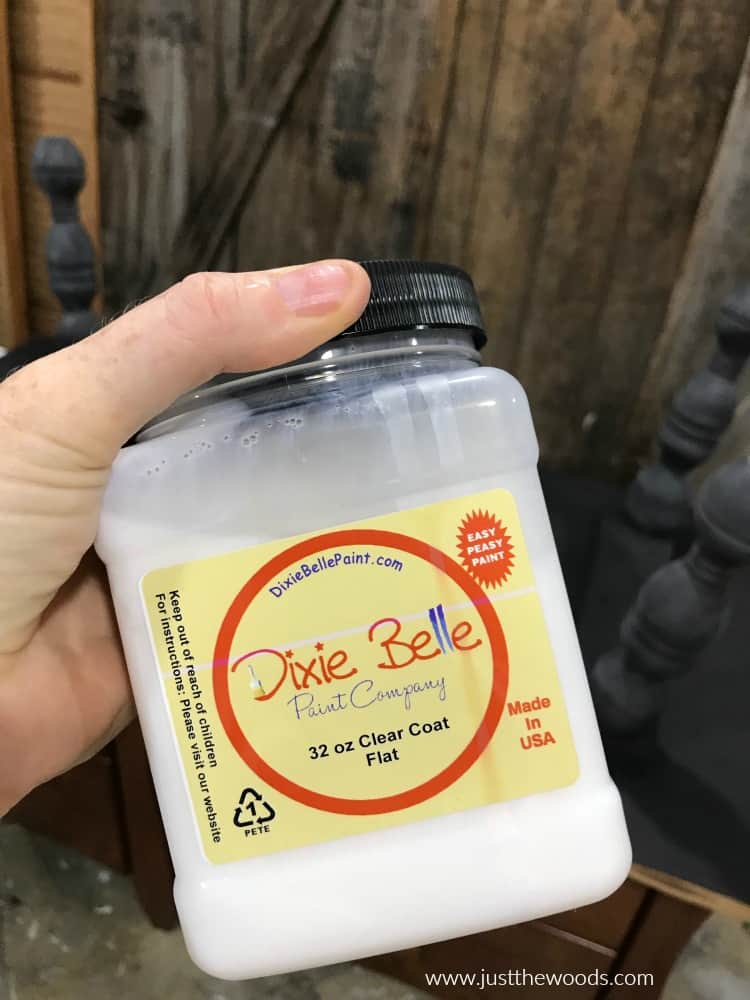 EASY
PEASY
PAINT
DixieBellePaint.com
Dixie Belle
Paint Company
32 oz Clear Coat
Flat
Made
In
USA
Keep out of reach of children
For instructions: Please visit our website
1
PETE
www.justthewoods.com